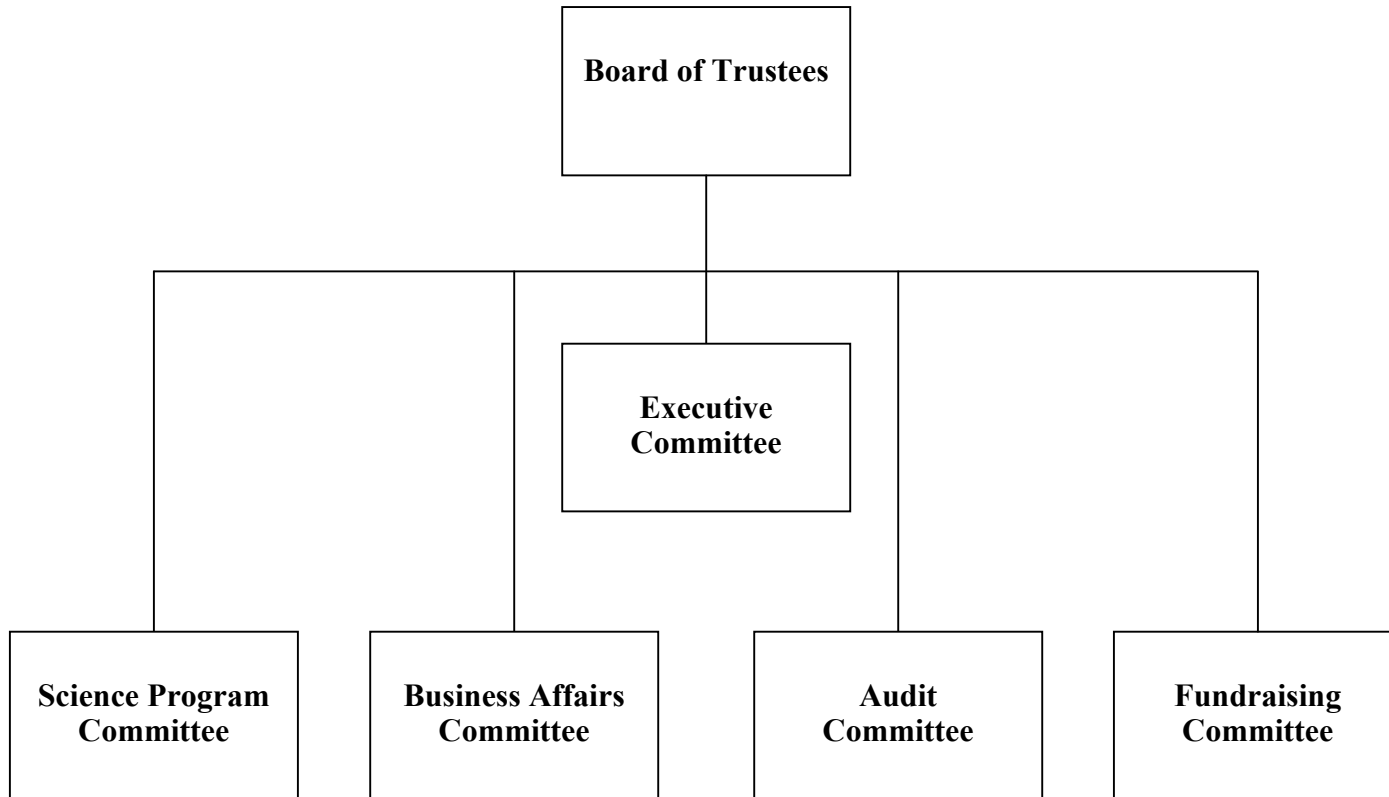 Board of Trustees
Executive
Committee
Science Program
Committee
Business Affairs
Committee
Audit
Committee
Fundraising
Committee